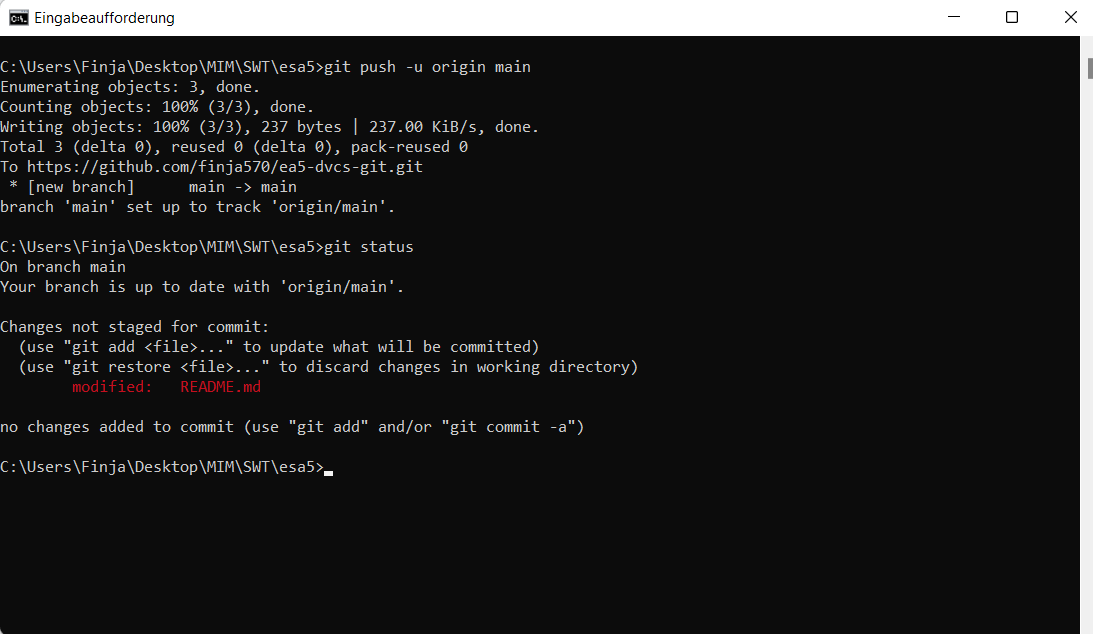 Eingabeaufforderung
C:\Users\Finja\Desktop\MIM\SWT\esa5>git push -u origin main
Enumerating objects: 3, done.
Counting objects: 100% (3/3), done.
Writing objects: 100% (3/3), 237 bytes | 237.00 KiB/s, done.
Total 3 (delta 0), reused 0 (delta 0), pack-reused 0
To https://github.com/finja570/ea5-dvcs-git.git
 * [new branch]      main -> main
branch 'main' set up to track 'origin/main'.
C:\Users\Finja\Desktop\MIM\SWT\esa5>git status
On branch main
Your branch is up to date with 'origin/main'.
Changes not staged for commit:
  (use "git add <file>..." to update what will be committed)
  (use "git restore <file>..." to discard changes in working directory)
        modified:   README.md
no changes added to commit (use "git add" and/or "git commit -a")
C:\Users\Finja\Desktop\MIM\SWT\esa5>